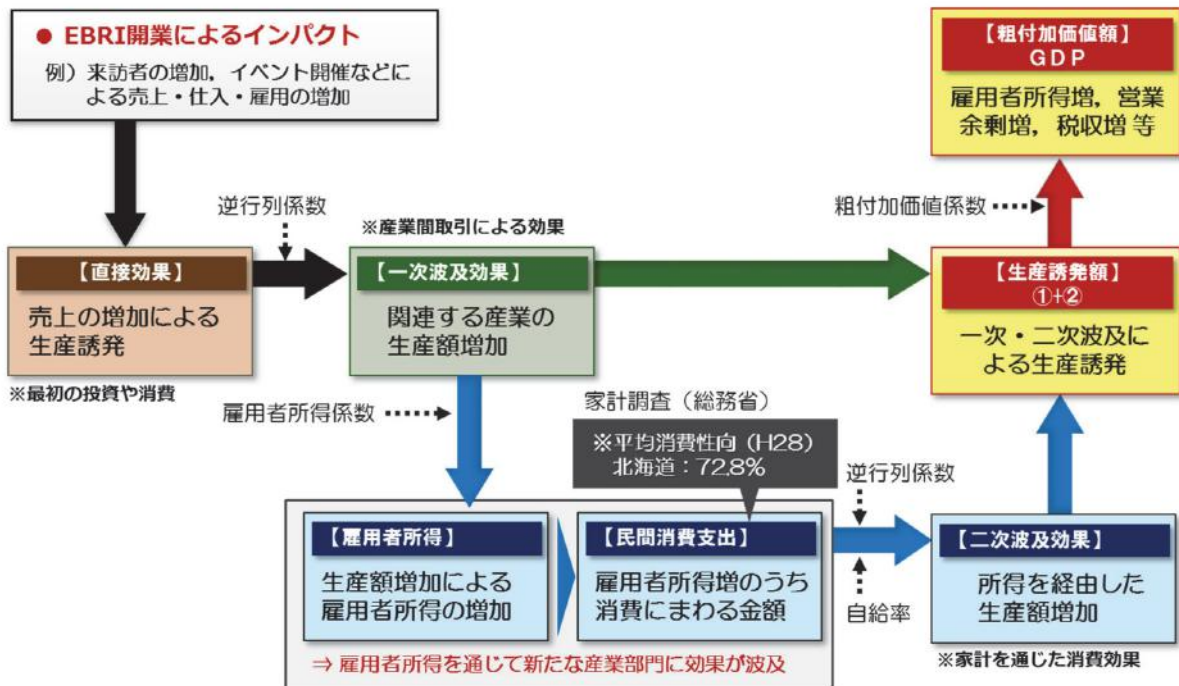 ● EBRI開業によるインパクト
例）来訪者の増加，イベント開催などに
よる売上・仕入・雇用の増加
【粗付加価値額】
GDP
雇用者所得増，営業
余剰増，税収増 等
逆行列係数
※産業間取引による効果
粗付加価値係数
【直接効果】
売上の増加による
生産誘発
※最初の投資や消費
【一次波及効果】
関連する産業の
生産額増加
【生産誘発額】
①+②
一次・二次波及に
よる生産誘発
雇用者所得係数
家計調査（総務省）
※平均消費性向（H28）
北海道：72.8%
逆行列係数
【雇用者所得】
生産額増加による
雇用者所得の増加
【民間消費支出】
雇用者所得増のうち
消費にまわる金額
自給率
【二次波及効果】
所得を経由した
生産額増加
⇒ 雇用者所得を通じて新たな産業部門に効果が波及
※家計を通じた消費効果